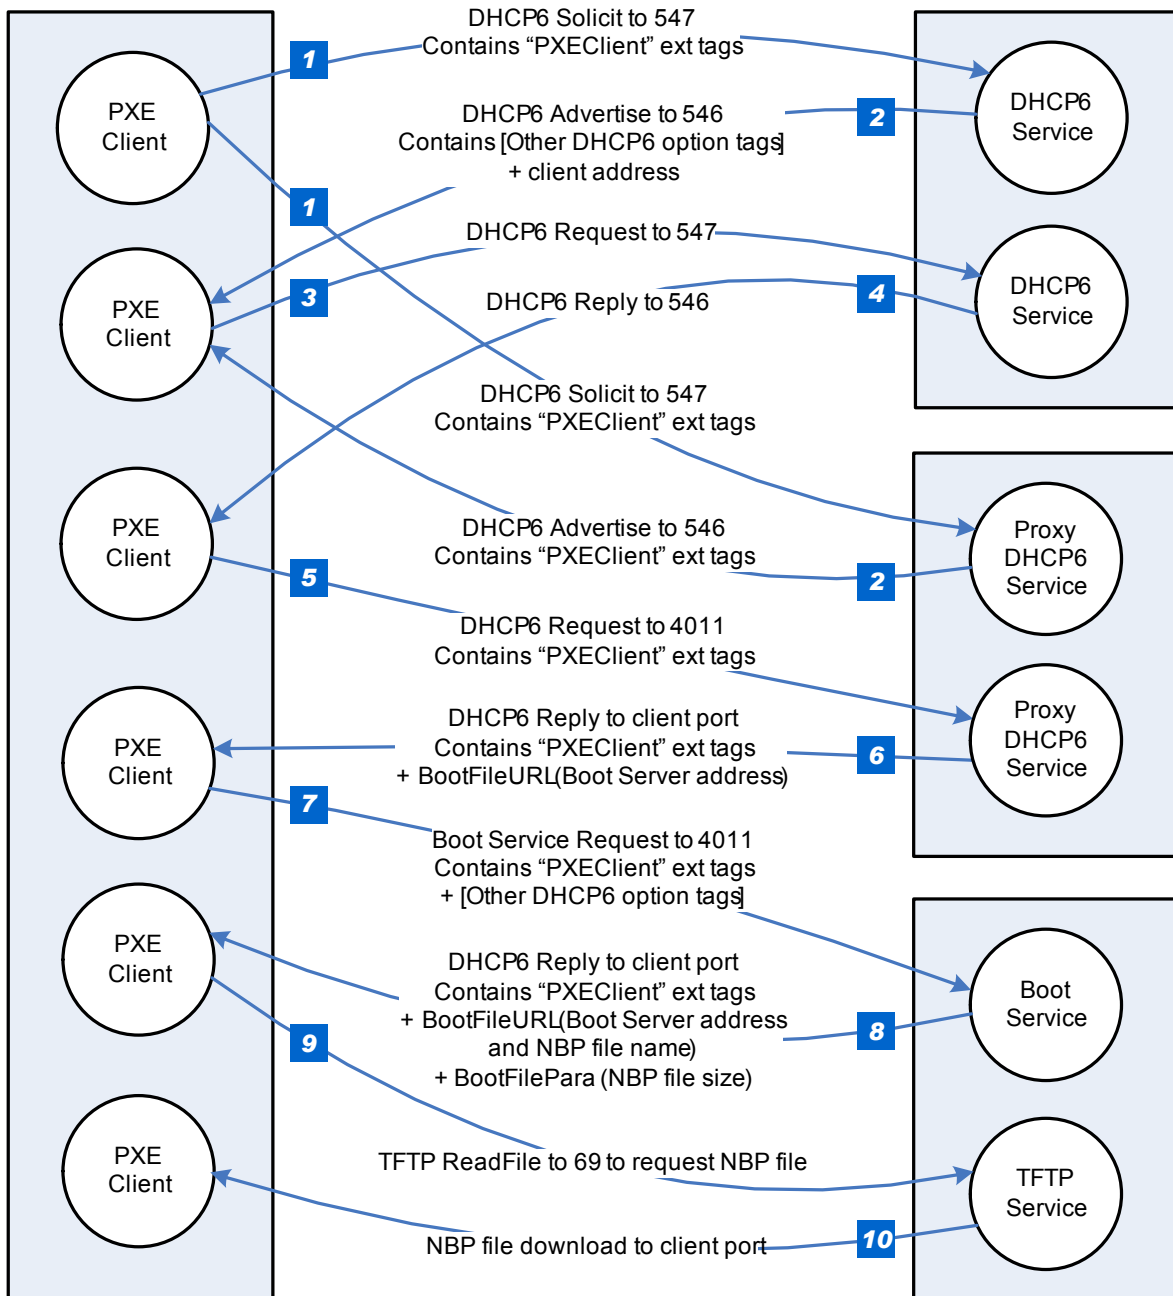 DHCP6 Solicit to 547
Contains “PXEClient” ext tags
1
PXE
Client
DHCP6
Service
DHCP6 Advertise to 546
Contains [Other DHCP6 option tags]
+ client address
2
1
DHCP6 Request to 547
3
PXE
Client
DHCP6 Reply to 546
4
DHCP6
Service
DHCP6 Solicit to 547
Contains “PXEClient” ext tags
PXE
Client
DHCP6 Advertise to 546
Contains “PXEClient” ext tags
2
Proxy
DHCP6
Service
5
DHCP6 Request to 4011
Contains “PXEClient” ext tags
PXE
Client
DHCP6 Reply to client port
Contains “PXEClient” ext tags
+ BootFileURL(Boot Server address)
6
Proxy
DHCP6
Service
7
Boot Service Request to 4011
Contains “PXEClient” ext tags
+ [Other DHCP6 option tags]
PXE
Client
DHCP6 Reply to client port
Contains “PXEClient” ext tags
+ BootFileURL(Boot Server address
and NBP file name)
+ BootFilePara (NBP file size)
8
Boot
Service
9
TFTP ReadFile to 69 to request NBP file
PXE
Client
TFTP
Service
NBP file download to client port
10